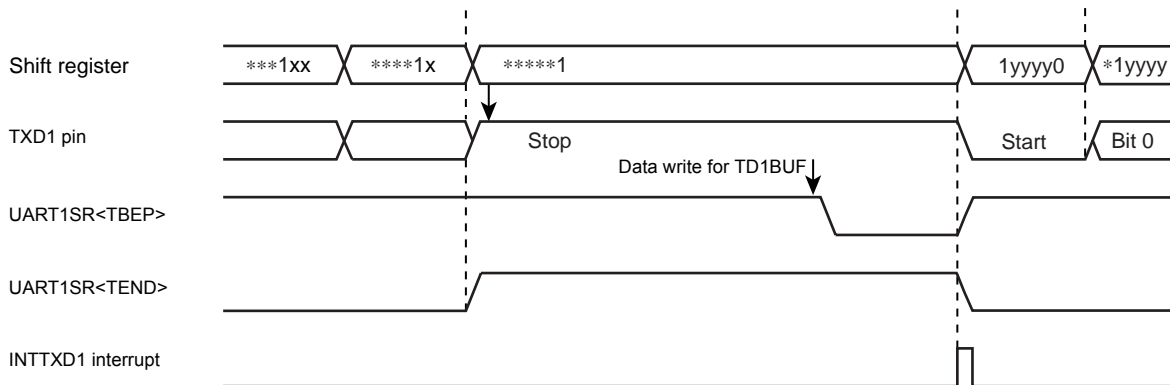 Shift register ***1xx ****1x *****1 1yyyy0 *1yyyy
TXD1 pin Stop Start Bit 0
Data write for TD1BUF
UART1SR<TBEP>
UART1SR<TEND>
INTTXD1 interrupt